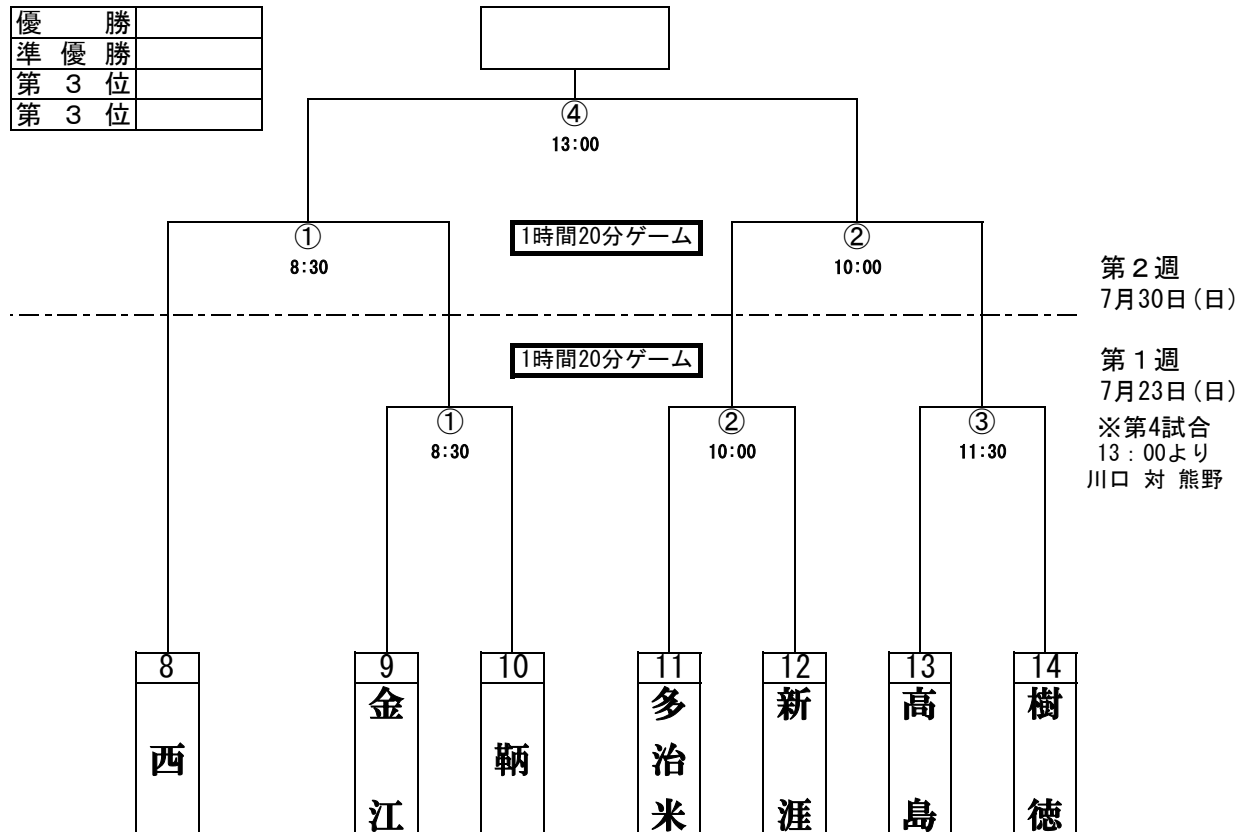 優勝
準優勝
第３位
第３位
④
13:00
①
8:30
1時間20分ゲーム
②
10:00
第２週
7月30日(日)
1時間20分ゲーム
第１週
7月23日(日)
①
8:30
②
10:00
③
11:30
※第4試合
13：00より
川口 対 熊野
8
9
10
11
12
13
14
西
金江
鞆
多治米
新涯
高島
樹徳